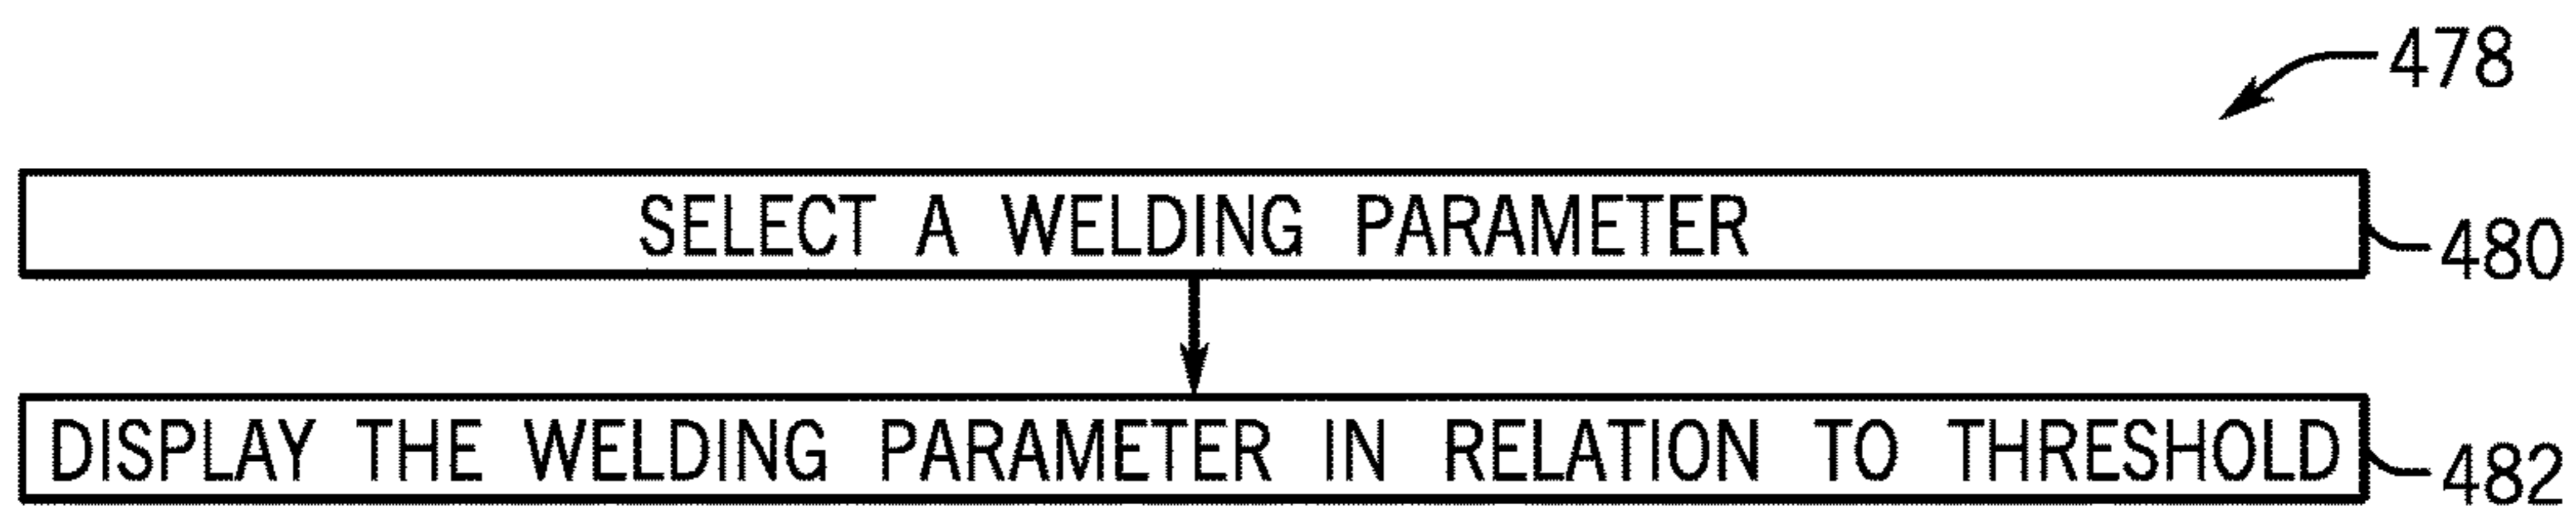 478
SELECT A WELDING PARAMETER
480
DISPLAY THE WELDING PARAMETER IN RELATION TO THRESHOLD
482